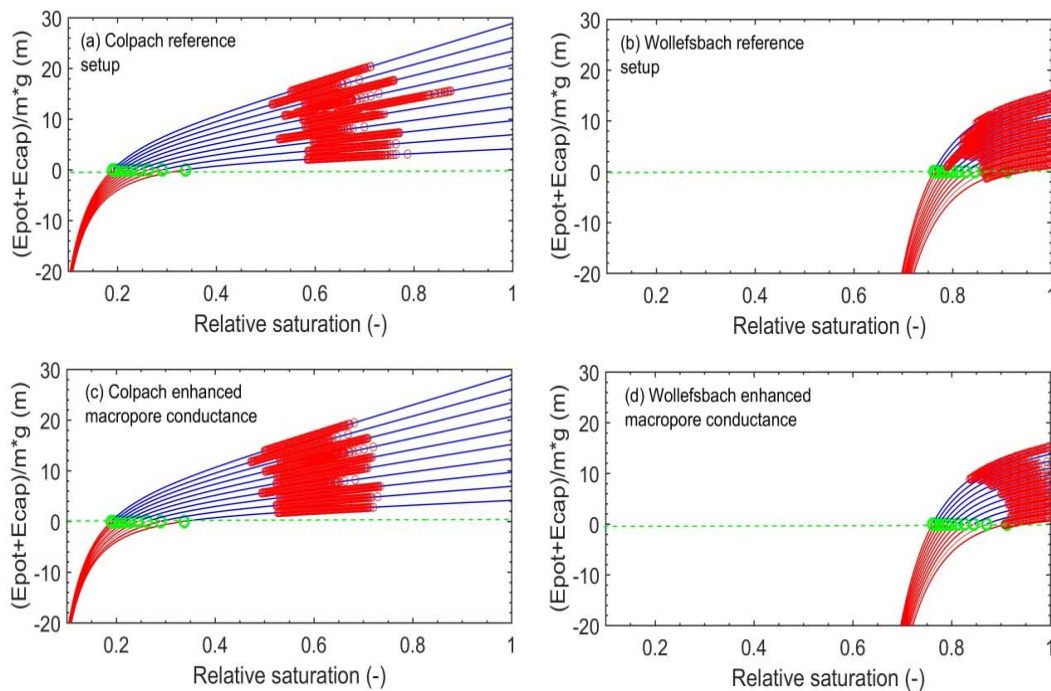 (a) Colpach reference
setup
(Epot+Ecap)/m*g (m)
30
20
10
0
-10
-20
0.2
0.4
0.6
0.8
1
Relative saturation (-)
(b) Wollefsbach reference
setup
(Epot+Ecap)/m*g (m)
30
20
10
0
-10
-20
0.2
0.4
0.6
0.8
1
Relative saturation (-)
(c) Colpach enhanced
macropore conductance
(Epot+Ecap)/m*g (m)
30
20
10
0
-10
-20
0.2
0.4
0.6
0.8
1
Relative saturation (-)
(d) Wollefsbach enhanced
macropore conductance
(Epot+Ecap)/m*g (m)
30
20
10
0
-10
-20
0.2
0.4
0.6
0.8
1
Relative saturation (-)